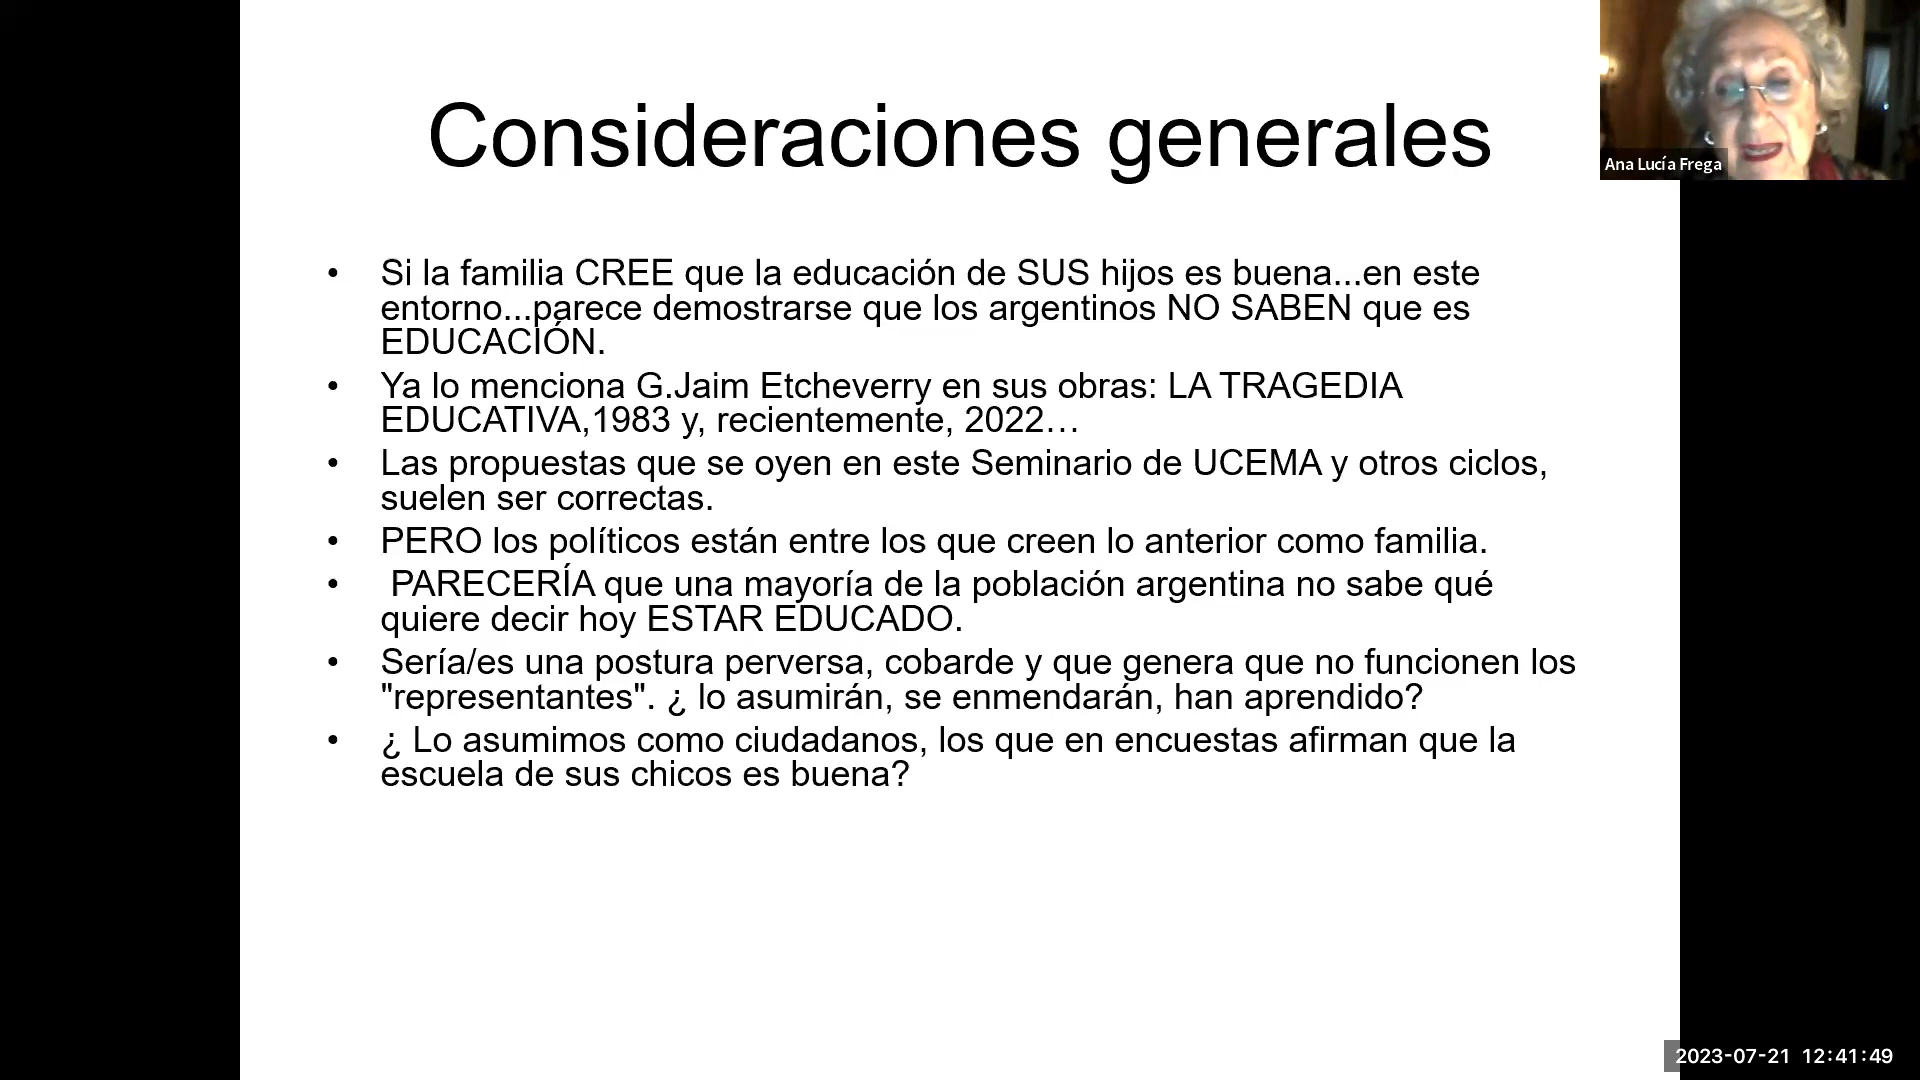 Consideraciones generales
Ana Lucía Frega
• Si la familia CREE que la educación de SUS hijos es buena...en este
entorno...parece demostrarse que los argentinos NO SABEN que es
EDUCACIÓN.
• Ya lo menciona G.Jaim Etcheverry en sus obras: LA TRAGEDIA
EDUCATIVA,1983 y, recientemente, 2022…
• Las propuestas que se oyen en este Seminario de UCEMA y otros ciclos,
suelen ser correctas.
• PERO los políticos están entre los que creen lo anterior como familia.
• PARECERÍA que una mayoría de la población argentina no sabe qué
quiere decir hoy ESTAR EDUCADO.
• Sería/es una postura perversa, cobarde y que genera que no funcionen los
"representantes". ¿ lo asumirán, se enmendarán, han aprendido?
• ¿ Lo asumimos como ciudadanos, los que en encuestas afirman que la
escuela de sus chicos es buena?
2023-07-21 12:41:49